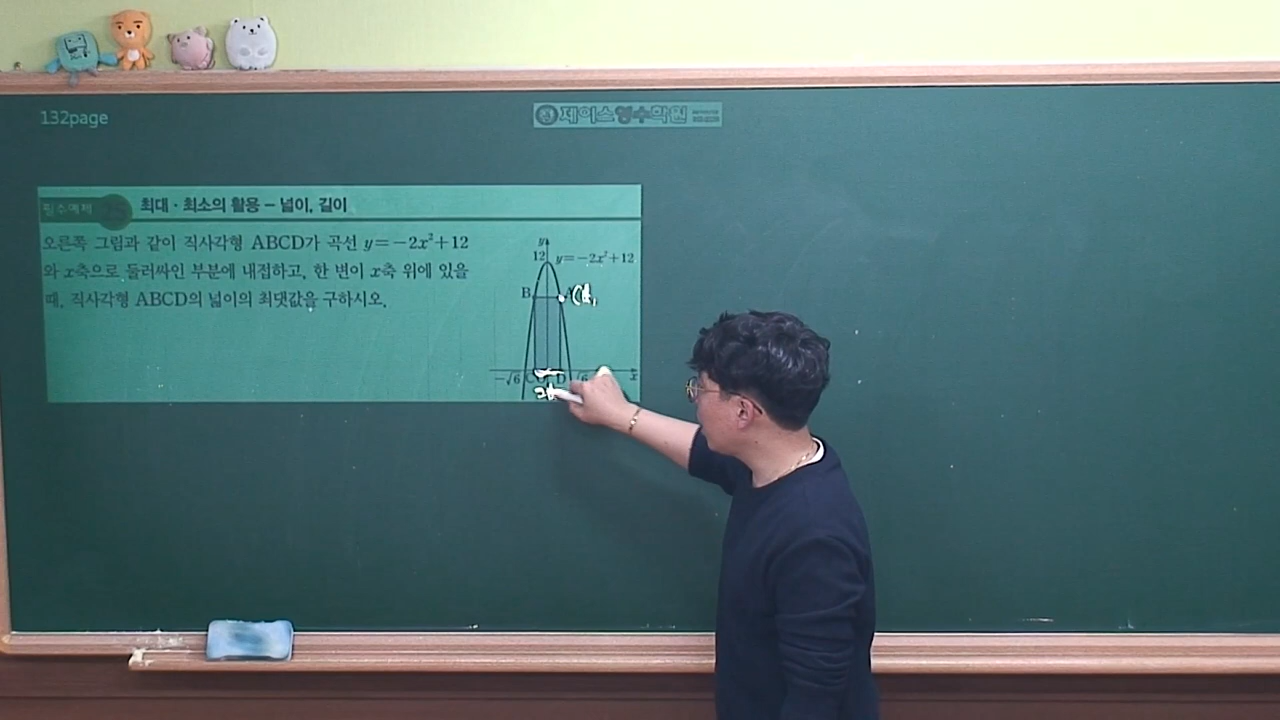 132page
제이스영수학원
필수예제
최대·최소의 활용 – 넓이, 길이
오른쪽 그림과 같이 직사각형 ABCD가 곡선 y=-2x²+12
와 x축으로 둘러싸인 부분에 내접하고, 한 변이 x축 위에 있을
때, 직사각형 ABCD의 넓이의 최댓값을 구하시오.
y
12
y=-2x²+12
B
-√6 C O D √6 x